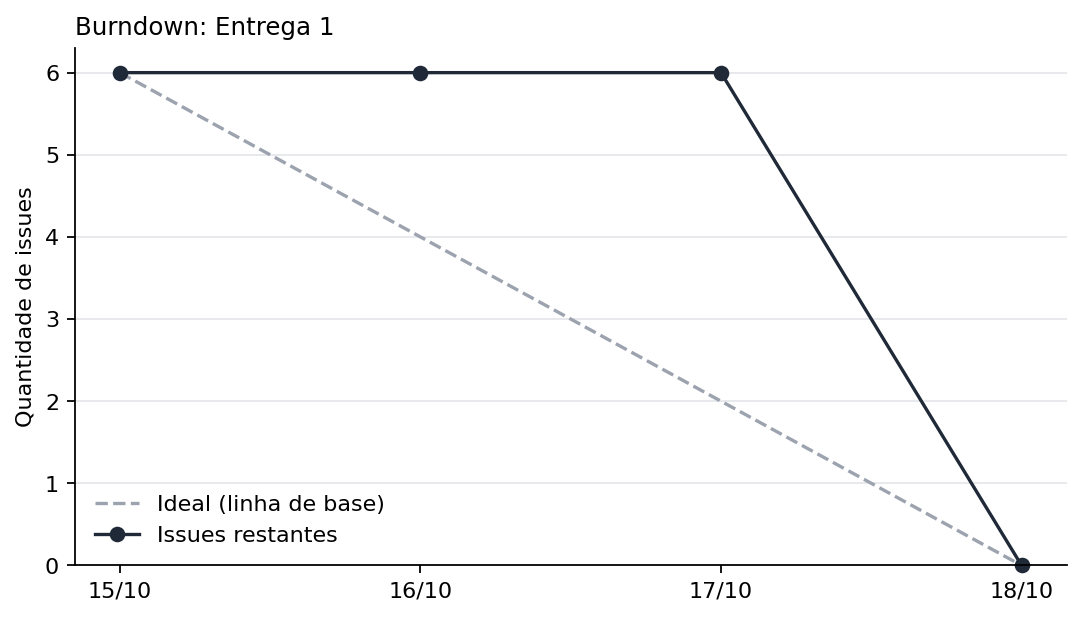 Burndown: Entrega 1
Quantidade de issues
6
5
4
3
2
1
0
Ideal (linha de base)
Issues restantes
15/10
16/10
17/10
18/10